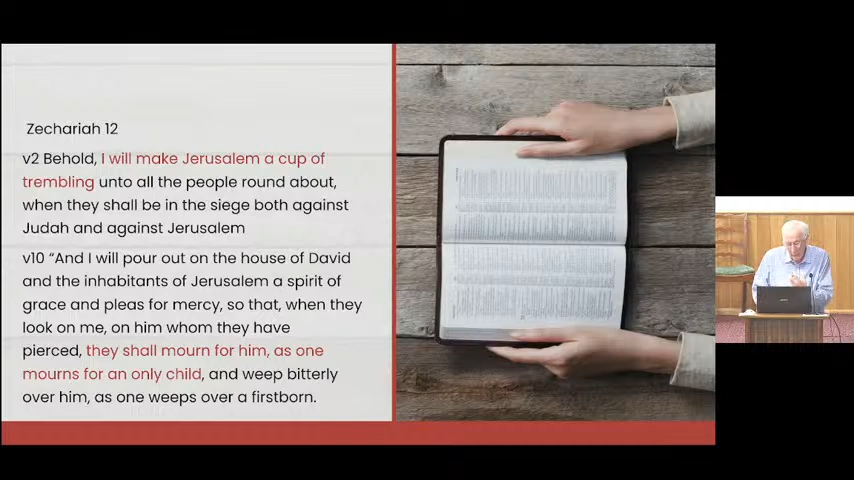 Zechariah 12
v2 Behold, I will make Jerusalem a cup of
trembling unto all the people round about,
when they shall be in the siege both against
Judah and against Jerusalem
v10 “And I will pour out on the house of David
and the inhabitants of Jerusalem a spirit of
grace and pleas for mercy, so that, when they
look on me, on him whom they have
pierced, they shall mourn for him, as one
mourns for an only child, and weep bitterly
over him, as one weeps over a firstborn.